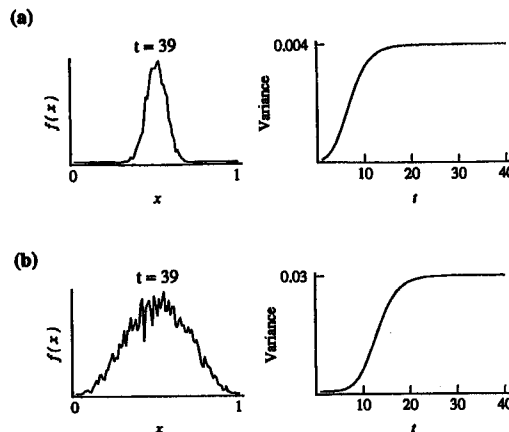 (a)
t = 39
f(x)
0
1
x
Variance
0.004
10
20
30
40
t
(b)
t = 39
f(x)
0
1
x
Variance
0.03
10
20
30
40
t